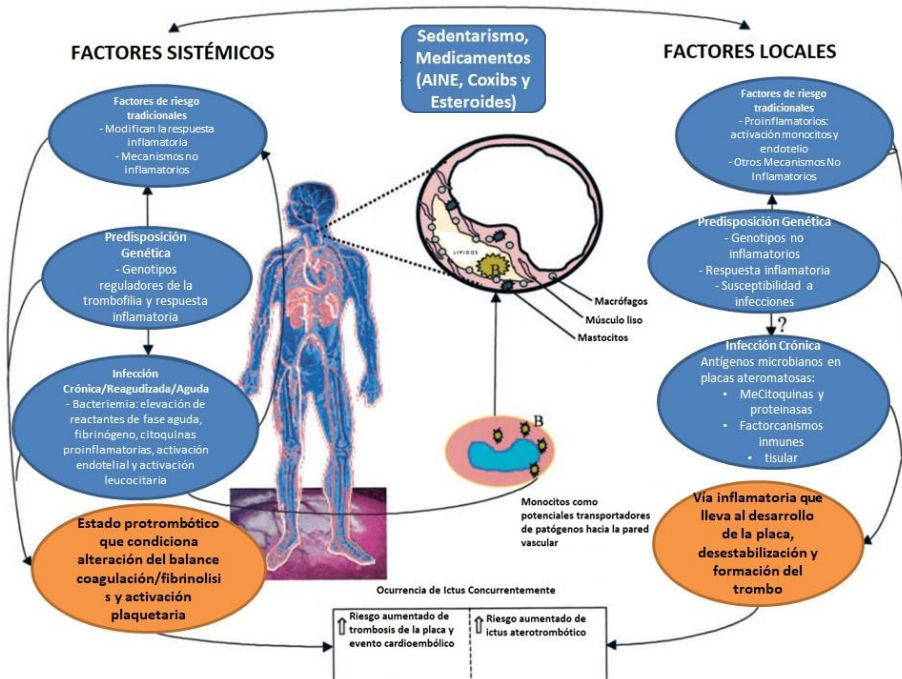 FACTORES SISTÉMICOS
Factores de riesgo
tradicionales
- Modifican la respuesta
inflamatoria
- Mecanismos no
inflamatorios
Predisposición
Genética
- Genotipos
reguladores de la
trombofilia y respuesta
inflamatoria
Infección
Crónica/Reagudizada/Aguda
- Bacteriemia: elevación de
reactantes de fase aguda,
fibrinógeno, citoquinas
proinflamatorias, activación
endotelial y activación
leucocitaria
Estado protrombótico
que condiciona
alteración del balance
coagulación/fibrinolisi
s y activación
plaquetaria
Sedentarismo,
Medicamentos
(AINE, Coxibs y
Esteroides)
LIPIDOS
B
Macrófagos
Músculo liso
Mastocitos
B
Monocitos como
potenciales transportadores
de patógenos hacia la pared
vascular
FACTORES LOCALES
Factores de riesgo
tradicionales
- Proinflamatorios:
activación monocitos y
endotelio
- Otros Mecanismos No
Inflamatorios
Predisposición Genética
- Genotipos no
inflamatorios
- Respuesta inflamatoria
- Susceptibilidad a
infecciones
?
Infección Crónica
Antígenos microbianos en
placas ateromatosas:
• MeCitoquinas y
proteinasas
• Factorcanismos
inmunes
• tisular
Vía inflamatoria que
lleva al desarrollo
de la placa,
desestabilización y
formación del
trombo
Ocurrencia de Ictus Concurrentemente
Riesgo aumentado de
trombosis de la placa y
evento cardioembólico
Riesgo aumentado de
ictus aterotrombótico